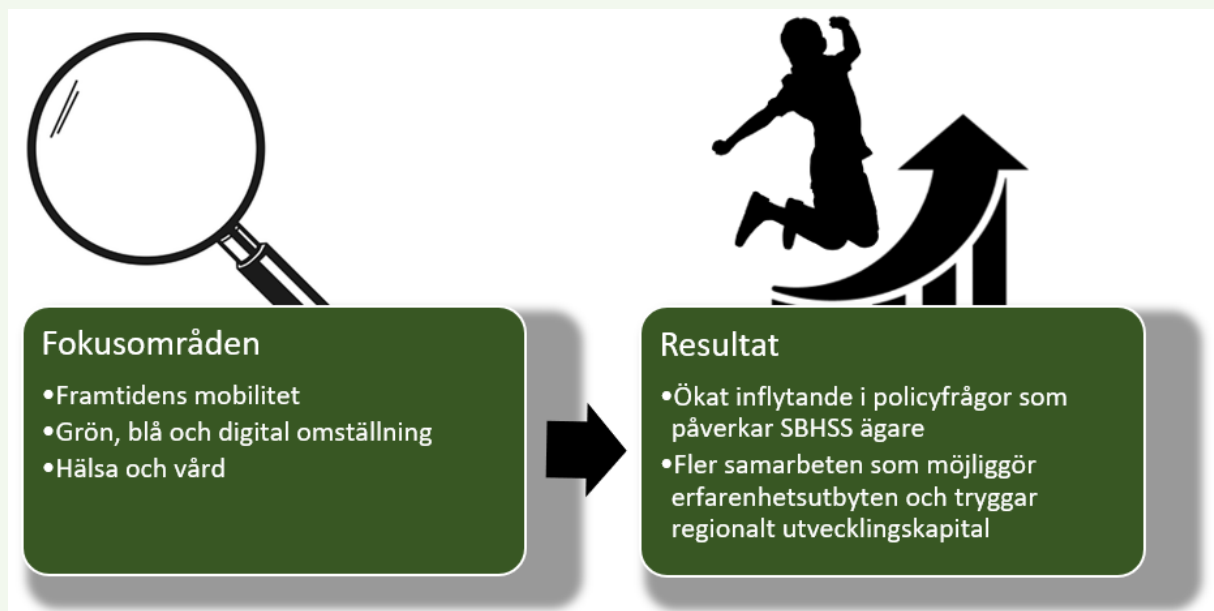 Fokusområden
•Framtidens mobilitet
•Grön, blå och digital omställning
•Hälsa och vård
Resultat
•Ökat inflytande i policyfrågor som
påverkar SBHSS ägare
•Fler samarbeten som möjliggör
erfarenhetsutbyten och tryggar
regionalt utvecklingskapital